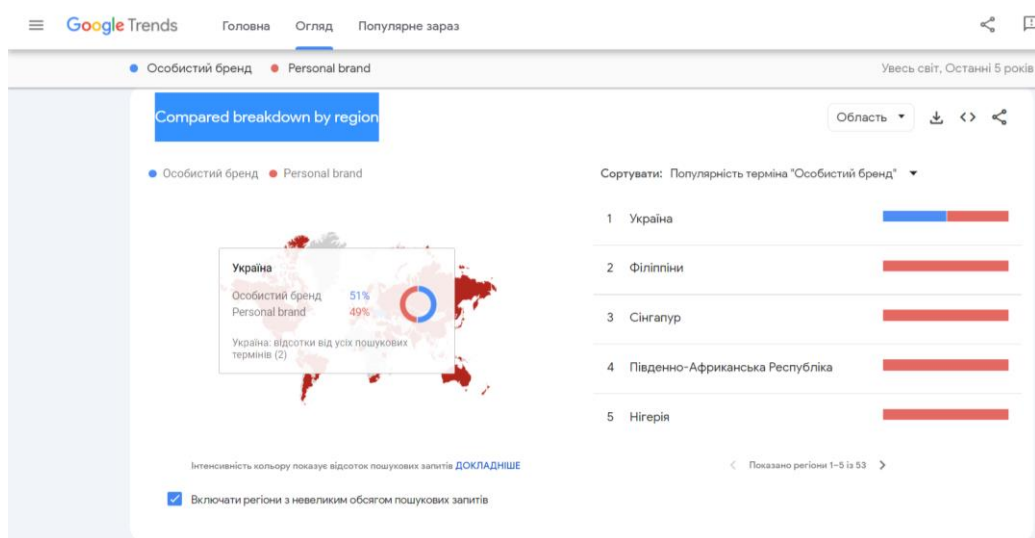 Google Trends
Головна Огляд Популярне зараз
Особистий бренд Personal brand
Увесь світ, Останні 5 років
Compared breakdown by region
Область
Особистий бренд Personal brand
Україна
Особистий бренд 51%
Personal brand 49%
Україна: відсотки від усіх пошукових
термінів (2)
Інтенсивність кольору показує відсоток пошукових запитів ДОКЛАДНІШЕ
Включати регіони з невеликим обсягом пошукових запитів
Сортувати: Популярність терміна "Особистий бренд"
1 Україна
2 Філіппіни
3 Сінгапур
4 Південно-Африканська Республіка
5 Нігерія
Показано регіони 1–5 із 53